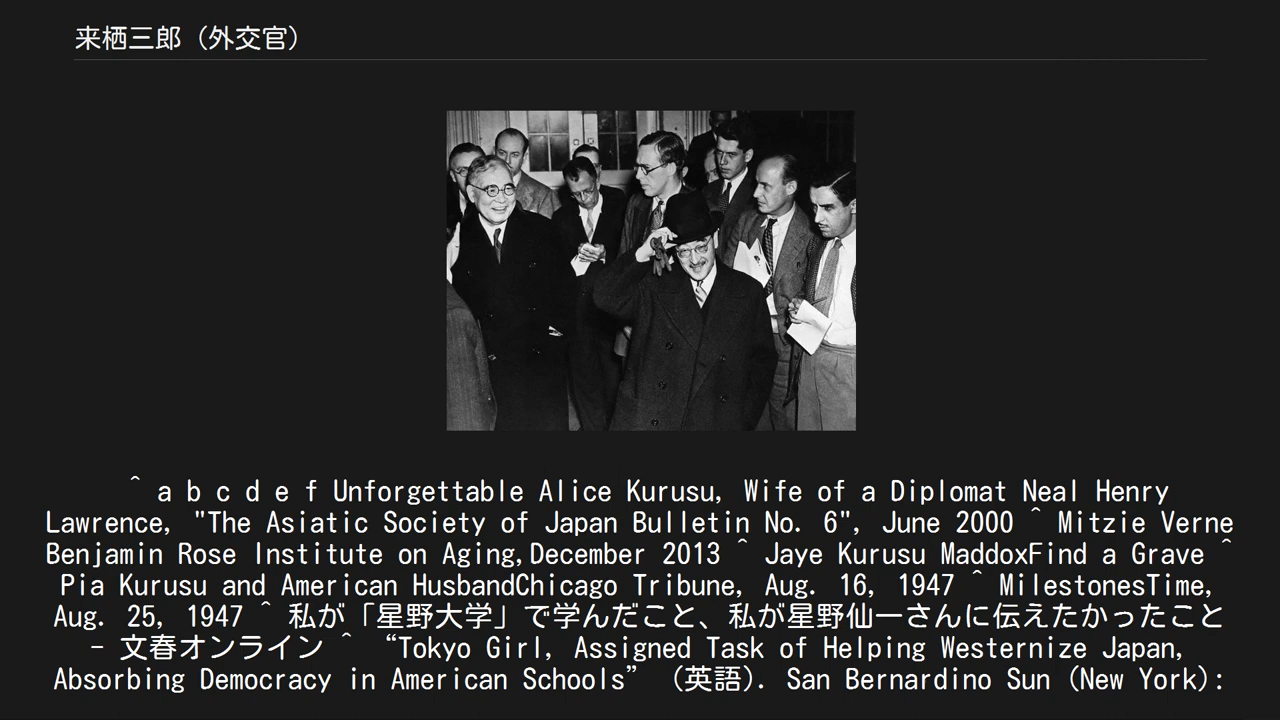 来栖三郎（外交官）
^ a b c d e f Unforgettable Alice Kurusu, Wife of a Diplomat Neal Henry
Lawrence, "The Asiatic Society of Japan Bulletin No. 6", June 2000 ^ Mitzie Verne
Benjamin Rose Institute on Aging,December 2013 ^ Jaye Kurusu MaddoxFind a Grave ^
Pia Kurusu and American HusbandChicago Tribune, Aug. 16, 1947 ^ MilestonesTime,
Aug. 25, 1947 ^ 私が「星野大学」で学んだこと、私が星野仙一さんに伝えたかったこと
- 文春オンライン ^ “Tokyo Girl, Assigned Task of Helping Westernize Japan,
Absorbing Democracy in American Schools” （英語）. San Bernardino Sun (New York):